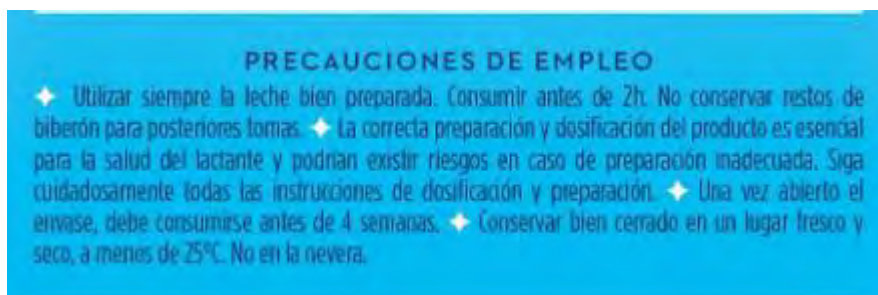 PRECAUCIONES DE EMPLEO
✦ Utilizar siempre la leche bien preparada. Consumir antes de 2h. No conservar restos de
biberón para posteriores tomas. ✦ La correcta preparación y dosificación del producto es esencial
para la salud del lactante y podrían existir riesgos en caso de preparación inadecuada. Siga
cuidadosamente todas las instrucciones de dosificación y preparación. ✦ Una vez abierto el
envase, debe consumirse antes de 4 semanas. ✦ Conservar bien cerrado en un lugar fresco y
seco, a menos de 25ºC. No en la nevera.